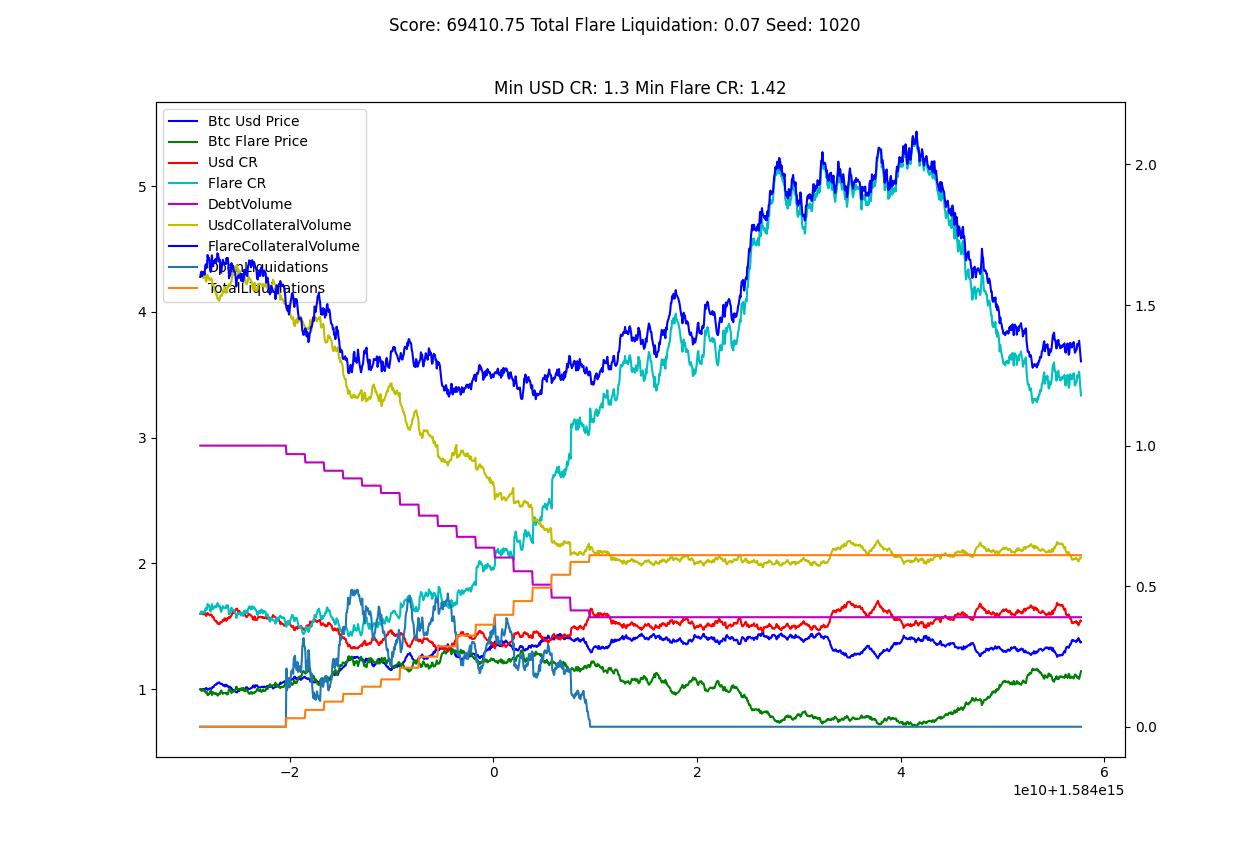 Score: 69410.75 Total Flare Liquidation: 0.07 Seed: 1020
Min USD CR: 1.3 Min Flare CR: 1.42
Btc Usd Price
Btc Flare Price
Usd CR
Flare CR
DebtVolume
UsdCollateralVolume
FlareCollateralVolume
OpenLiquidations
TotalLiquidations
5
4
3
2
1
2.0
1.5
1.0
0.5
0.0
−2
0
2
4
6
1e10+1.584e15